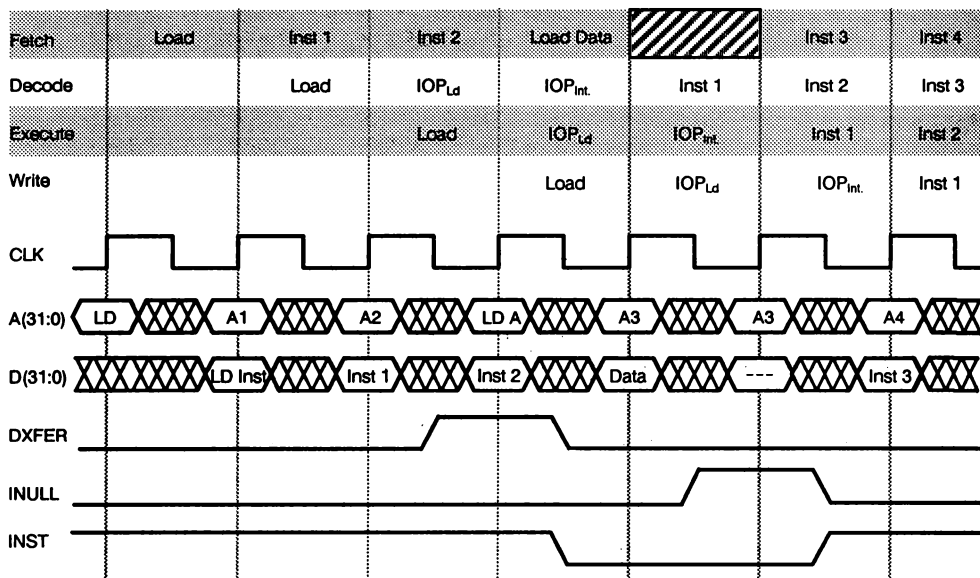 Fetch Load Inst 1 Inst 2 Load Data Inst 3 Inst 4
Decode Load IOPLd IOPInt. Inst 1 Inst 2 Inst 3
Execute Load IOPLd IOPInt. Inst 1 Inst 2
Write Load IOPLd IOPInt. Inst 1
CLK
A(31:0) LD A1 A2 LD A A3 A3 A4
D(31:0) LD Inst Inst 1 Inst 2 Data --- Inst 3
DXFER
INULL
INST